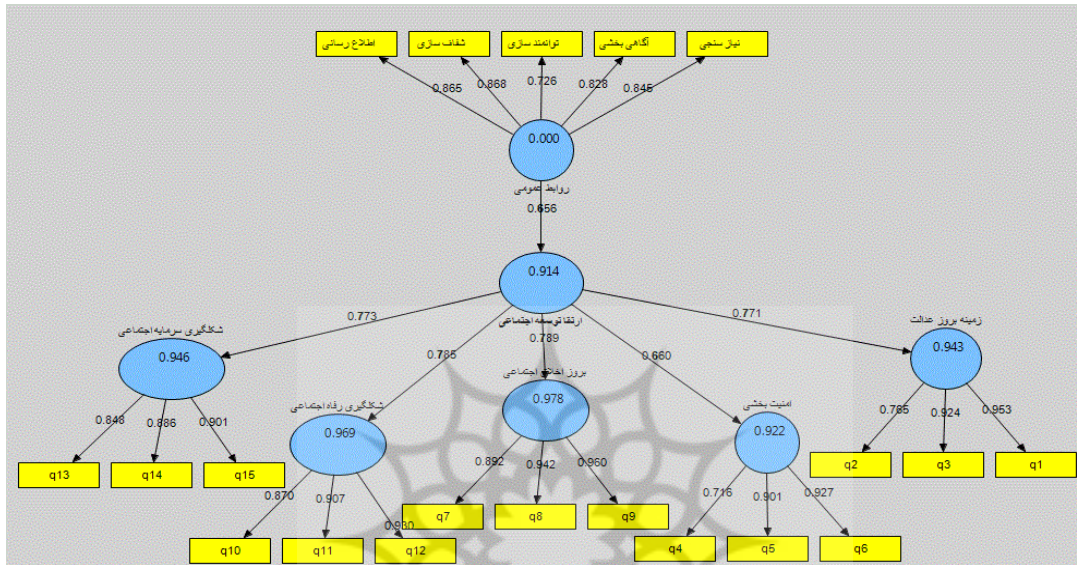 نیاز سنجی
آگاهی بخشی
توانمند سازی
شفاف سازی
اطلاع رسانی
0.865
0.868
0.726
0.828
0.845
0.000
روابط عمومی
0.656
0.914
ارتقا توسعه اجتماعی
0.773
0.785
0.789
0.660
0.771
شکلگیری سرمایه اجتماعی
0.946
شکلگیری رفاه اجتماعی
0.969
بروز اخلاق اجتماعی
0.978
امنیت بخشی
0.922
زمینه بروز عدالت
0.943
0.848
0.886
0.901
q13
q14
q15
0.870
0.907
0.930
q10
q11
q12
0.892
0.942
0.960
q7
q8
q9
0.716
0.901
0.927
q4
q5
q6
0.765
0.924
0.953
q2
q3
q1